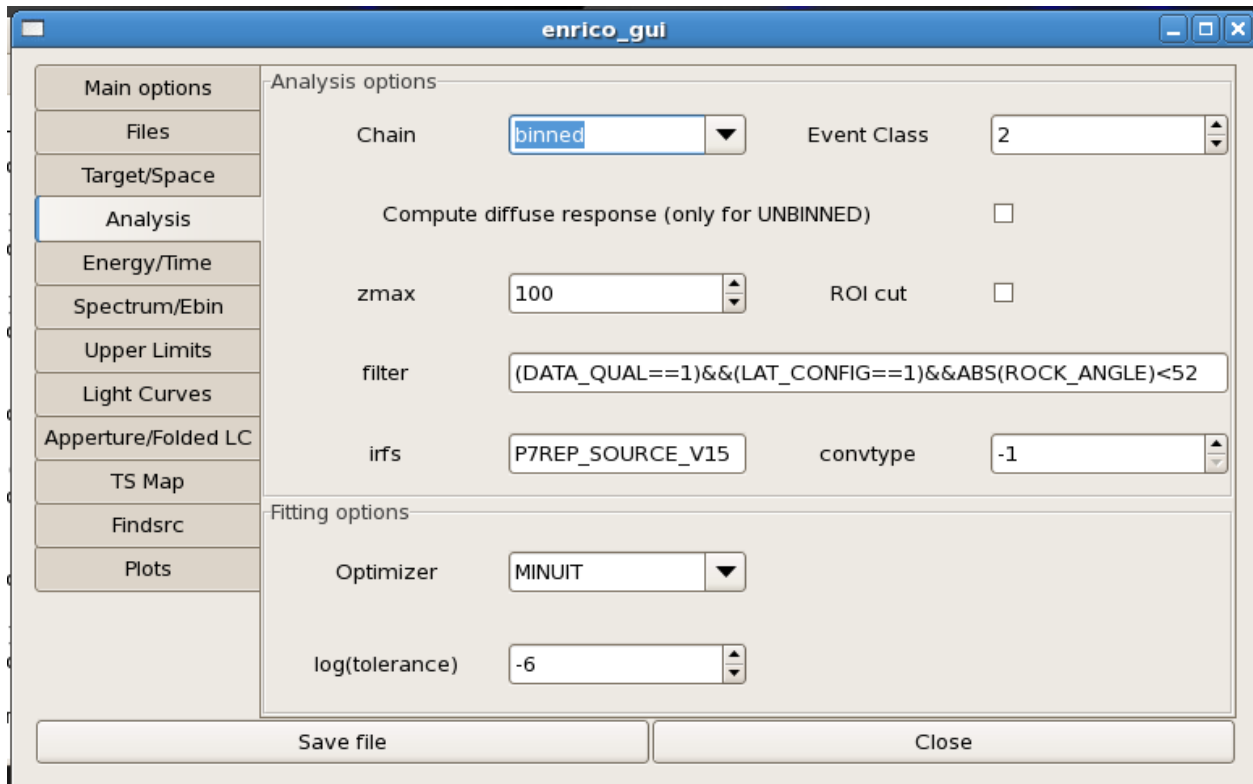 enrico_gui
Main options
Files
Target/Space
Analysis
Energy/Time
Spectrum/Ebin
Upper Limits
Light Curves
Apperture/Folded LC
TS Map
Findsrc
Plots
Analysis options
Chain binned Event Class 2
Compute diffuse response (only for UNBINNED)
zmax 100 ROI cut
filter (DATA_QUAL==1)&&(LAT_CONFIG==1)&&ABS(ROCK_ANGLE)<52
irfs P7REP_SOURCE_V15 convtype -1
Fitting options
Optimizer MINUIT
log(tolerance) -6
Save file Close